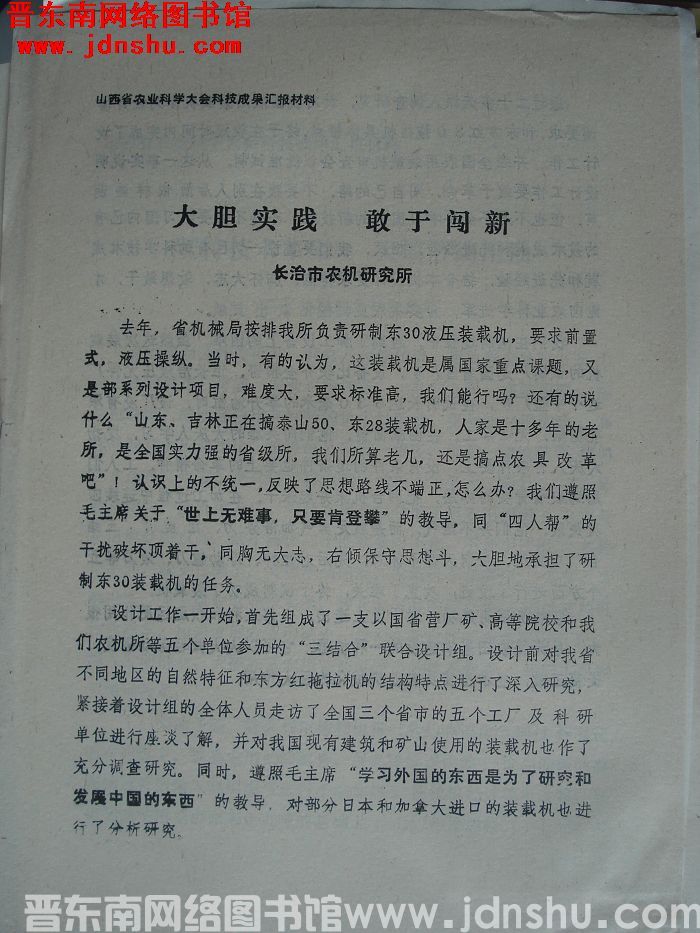 晋东南网络图书馆
www.jdnshu.com
山西省农业科学大会科技成果汇报材料
大胆实践 敢于闯新
长治市农机研究所
去年，省机械局按排我所负责研制东30液压装载机，要求前置
式，液压操纵。当时，有的认为，这装载机是属国家重点课题，又
是部系列设计项目，难度大，要求标准高，我们能行吗？还有的说
什么“山东、吉林正在搞泰山50、东28装载机，人家是十多年的老
所，是全国实力强的省级所，我们所算老几，还是搞点农具改革
吧”！认识上的不统一，反映了思想路线不端正，怎么办？我们遵照
毛主席关于“世上无难事，只要肯登攀”的教导，同“四人帮”的
干扰破坏顶着干，同胸无大志，右倾保守思想斗，大胆地承担了研
制东30装载机的任务。
设计工作一开始，首先组成了一支以国省营厂矿、高等院校和我
们农机所等五个单位参加的“三结合”联合设计组。设计前对我省
不同地区的自然特征和东方红拖拉机的结构特点进行了深入研究，
紧接着设计组的全体人员走访了全国三个省市的五个工厂及科研
单位进行座谈了解，并对我国现有建筑和矿山使用的装载机也作了
充分调查研究。同时，遵照毛主席“学习外国的东西是为了研究和
发展中国的东西”的教导，对部分日本和加拿大进口的装载机也进
行了分析研究。
晋东南网络图书馆www.jdnshu.com